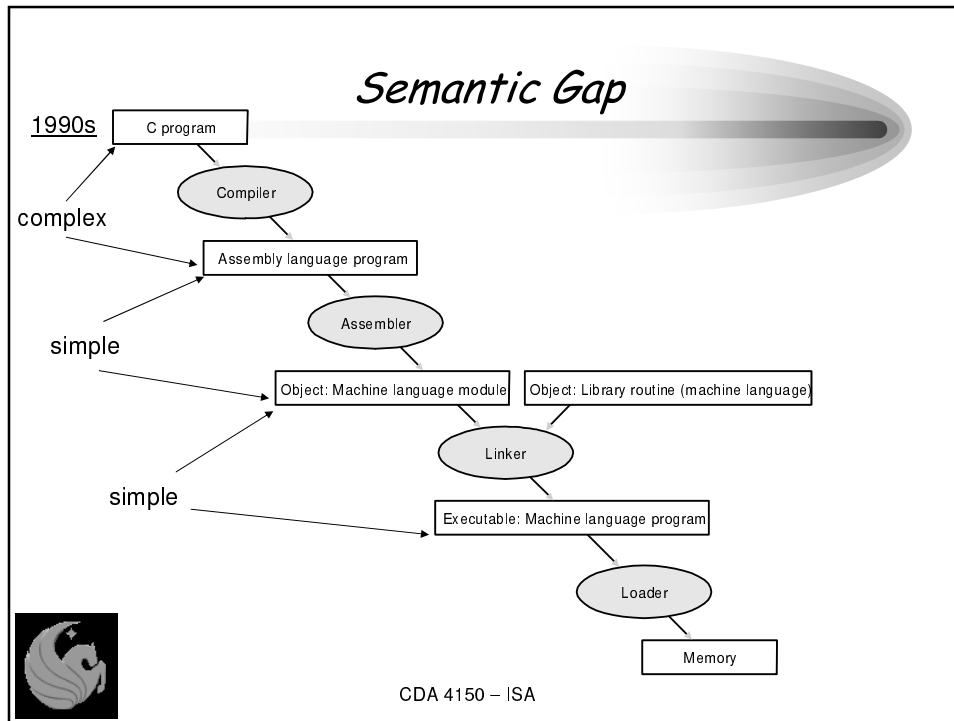 Semantic Gap
1990s
C program
Compiler
complex
Assembly language program
Assembler
simple
Object: Machine language module
Object: Library routine (machine language)
Linker
simple
Executable: Machine language program
Loader
Memory
CDA 4150 – ISA